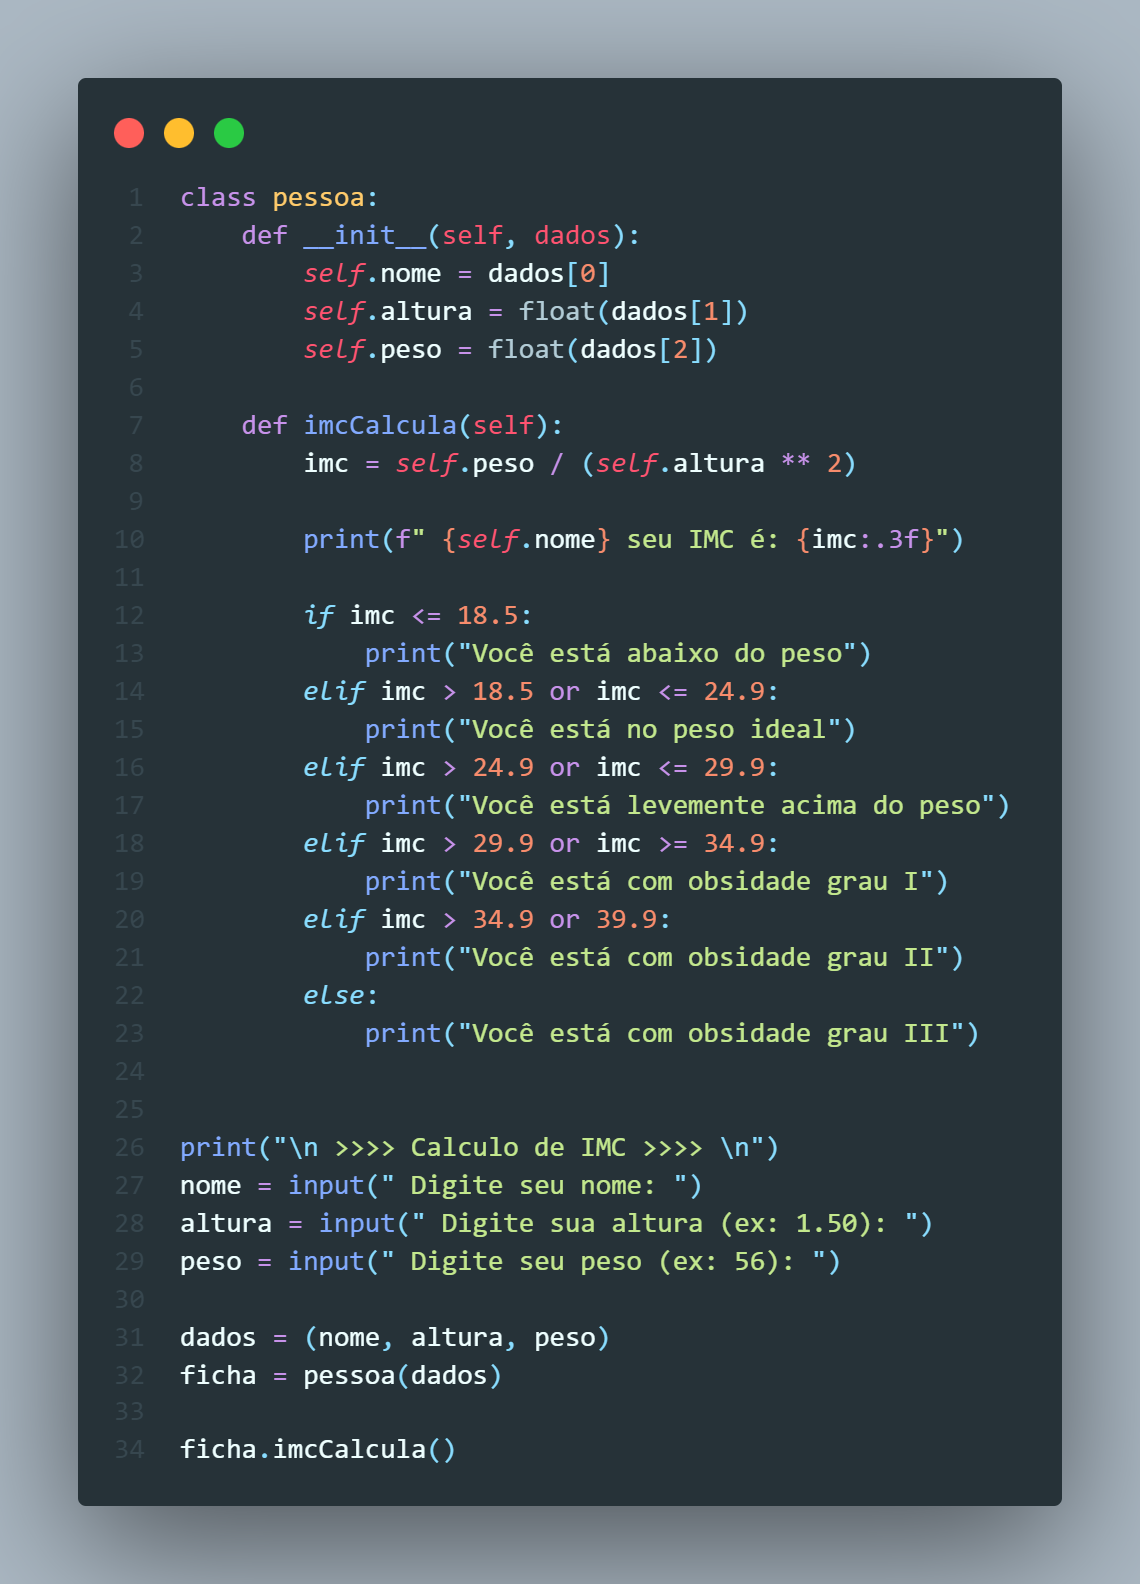 1 class pessoa:
2     def __init__(self, dados):
3         self.nome = dados[0]
4         self.altura = float(dados[1])
5         self.peso = float(dados[2])
6
7     def imcCalcula(self):
8         imc = self.peso / (self.altura ** 2)
9
10         print(f" {self.nome} seu IMC é: {imc:.3f}")
11
12         if imc <= 18.5:
13             print("Você está abaixo do peso")
14         elif imc > 18.5 or imc <= 24.9:
15             print("Você está no peso ideal")
16         elif imc > 24.9 or imc <= 29.9:
17             print("Você está levemente acima do peso")
18         elif imc > 29.9 or imc >= 34.9:
19             print("Você está com obsidade grau I")
20         elif imc > 34.9 or 39.9:
21             print("Você está com obsidade grau II")
22         else:
23             print("Você está com obsidade grau III")
24
25
26 print("\n >>>> Calculo de IMC >>>> \n")
27 nome = input(" Digite seu nome: ")
28 altura = input(" Digite sua altura (ex: 1.50): ")
29 peso = input(" Digite seu peso (ex: 56): ")
30
31 dados = (nome, altura, peso)
32 ficha = pessoa(dados)
33
34 ficha.imcCalcula()